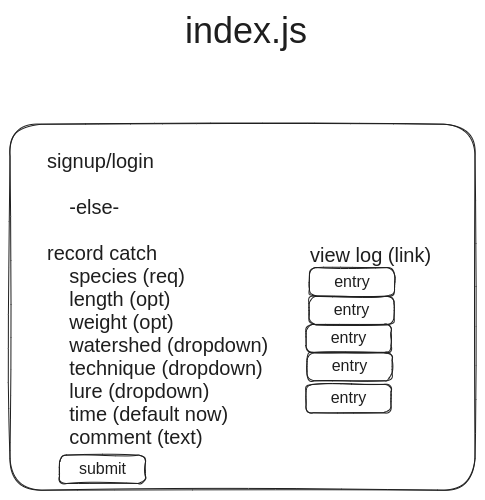 index.js
signup/login
-else-
record catch
species (req)
length (opt)
weight (opt)
watershed (dropdown)
technique (dropdown)
lure (dropdown)
time (default now)
comment (text)
submit
view log (link)
entry
entry
entry
entry
entry